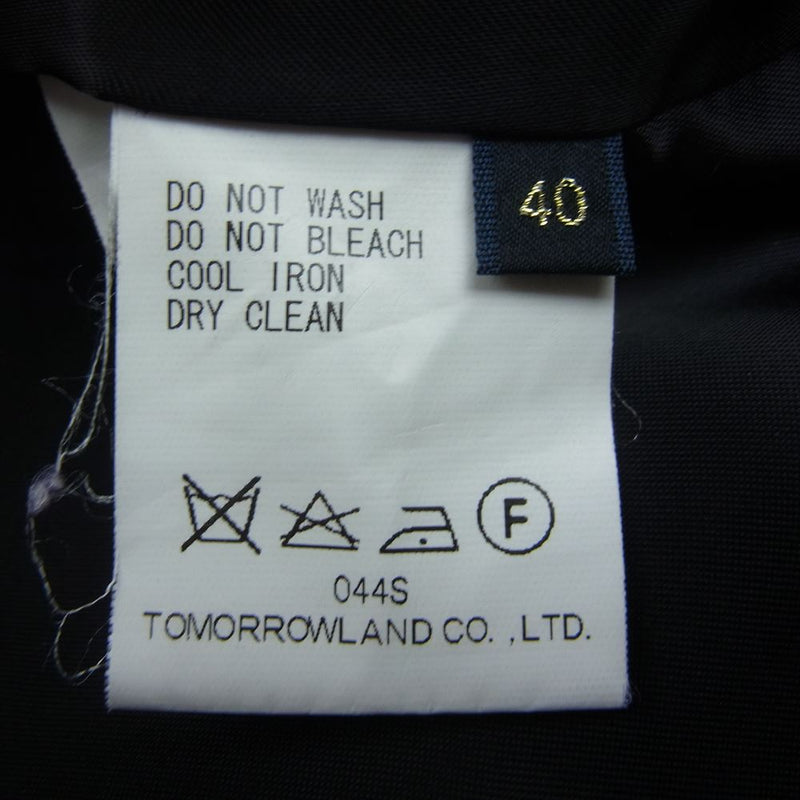 DO NOT WASH
DO NOT BLEACH
COOL IRON
DRY CLEAN
40
F
044S
TOMORROWLAND CO. ,LTD.